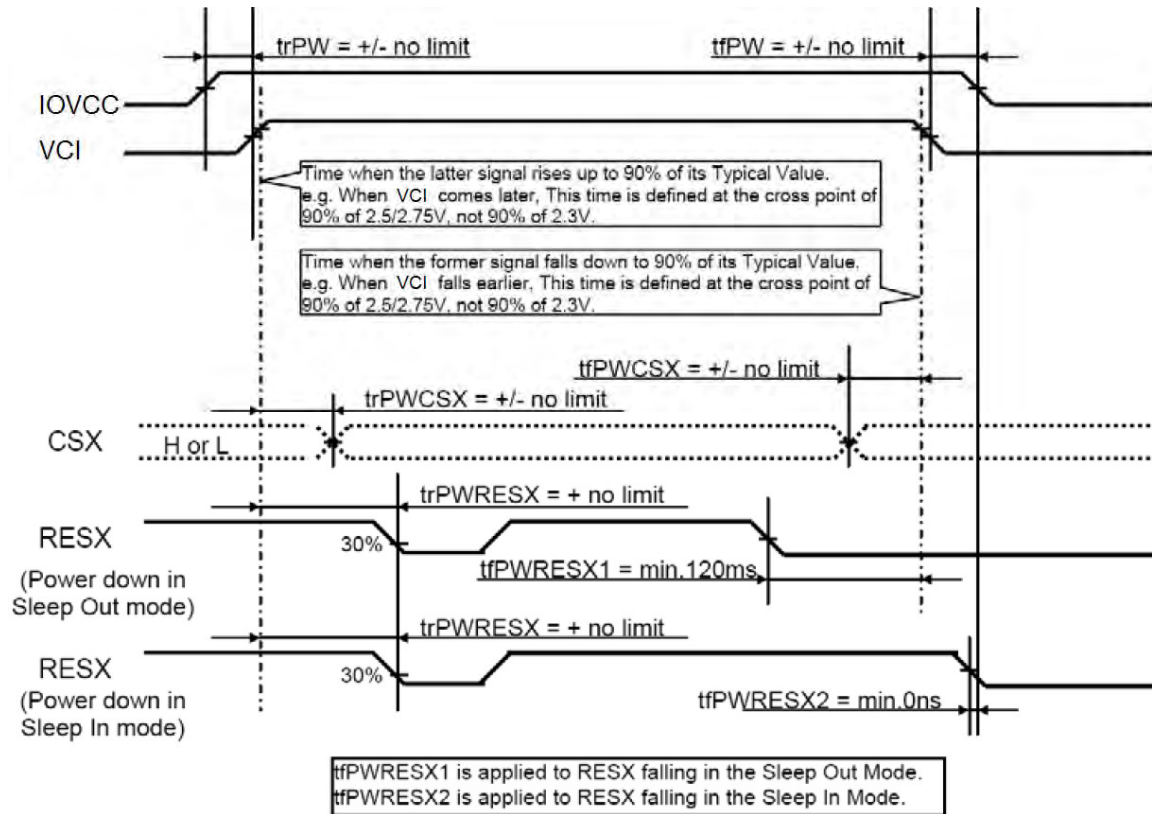 trPW = +/- no limit
tfPW = +/- no limit
IOVCC
VCI
Time when the latter signal rises up to 90% of its Typical Value.
e.g. When VCI comes later, This time is defined at the cross point of
90% of 2.5/2.75V, not 90% of 2.3V.
Time when the former signal falls down to 90% of its Typical Value.
e.g. When VCI falls earlier, This time is defined at the cross point of
90% of 2.5/2.75V, not 90% of 2.3V.
tfPWCSX = +/- no limit
trPWCSX = +/- no limit
CSX
H or L
trPWRESX = + no limit
RESX
30%
(Power down in
Sleep Out mode)
tfPWRESX1 = min.120ms
trPWRESX = + no limit
RESX
30%
(Power down in
Sleep In mode)
tfPWRESX2 = min.0ns
tfPWRESX1 is applied to RESX falling in the Sleep Out Mode.
tfPWRESX2 is applied to RESX falling in the Sleep In Mode.